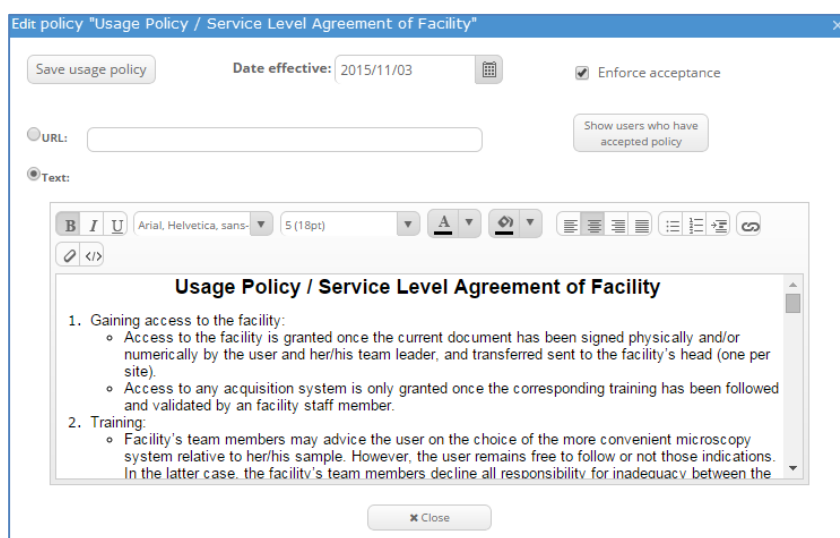 Edit policy "Usage Policy / Service Level Agreement of Facility"
Save usage policy
Date effective: 2015/11/03
Enforce acceptance
URL:
Show users who have
accepted policy
Text:
B I U Arial, Helvetica, sans- 5 (18pt) A
Usage Policy / Service Level Agreement of Facility
1. Gaining access to the facility:
Access to the facility is granted once the current document has been signed physically and/or
numerically by the user and her/his team leader, and transferred sent to the facility's head (one per
site).
Access to any acquisition system is only granted once the corresponding training has been followed
and validated by an facility staff member.
2. Training:
Facility's team members may advice the user on the choice of the more convenient microscopy
system relative to her/his sample. However, the user remains free to follow or not those indications.
In the latter case, the facility's team members decline all responsibility for inadequacy between the
Close